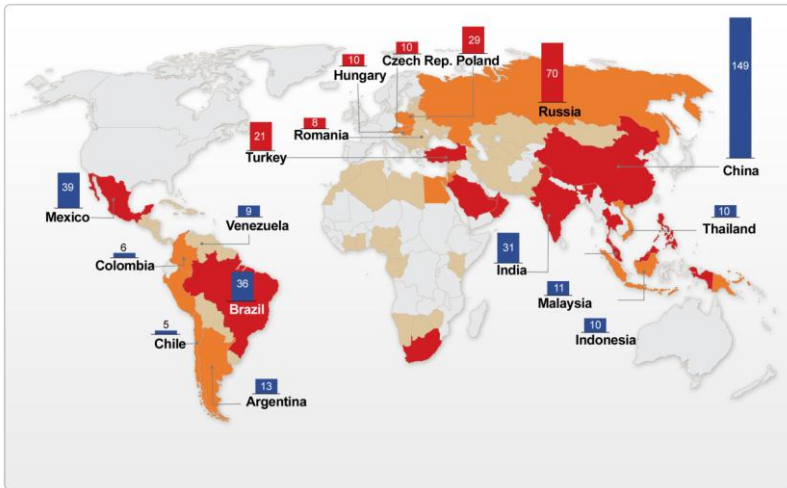 10
Hungary
10
Czech Rep.
29
Poland
8
Romania
21
Turkey
70
Russia
149
China
39
Mexico
9
Venezuela
6
Colombia
36
Brazil
5
Chile
13
Argentina
31
India
10
Thailand
11
Malaysia
10
Indonesia